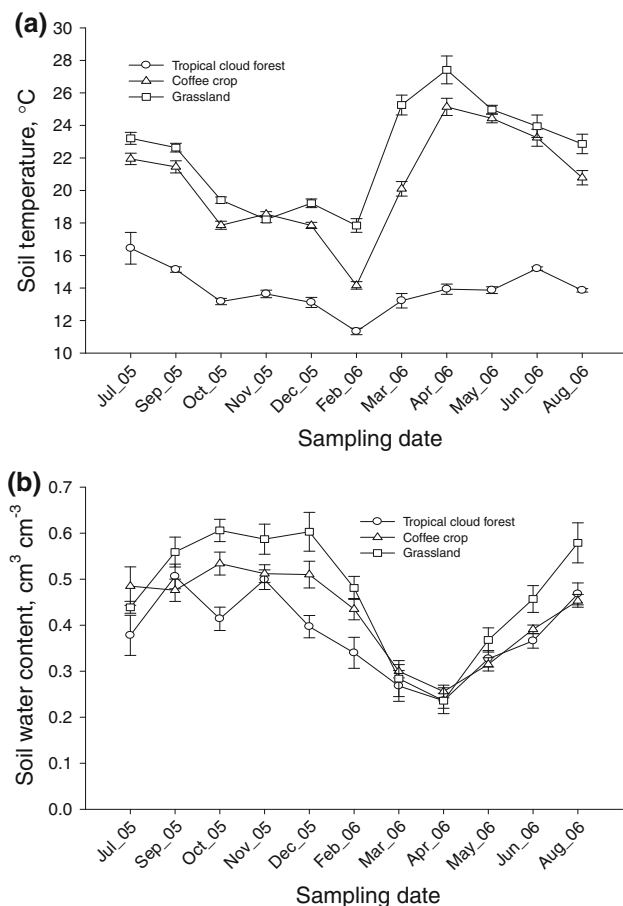 (a)
30
28
26
24
22
20
18
16
14
12
10
Soil temperature, °C
Tropical cloud forest
Coffee crop
Grassland
Jul_05
Sep_05
Oct_05
Nov_05
Dec_05
Feb_06
Mar_06
Apr_06
May_06
Jun_06
Aug_06
Sampling date
(b)
0.7
0.6
0.5
0.4
0.3
0.2
0.1
0.0
Soil water content, cm³ cm⁻³
Tropical cloud forest
Coffee crop
Grassland
Jul_05
Sep_05
Oct_05
Nov_05
Dec_05
Feb_06
Mar_06
Apr_06
May_06
Jun_06
Aug_06
Sampling date